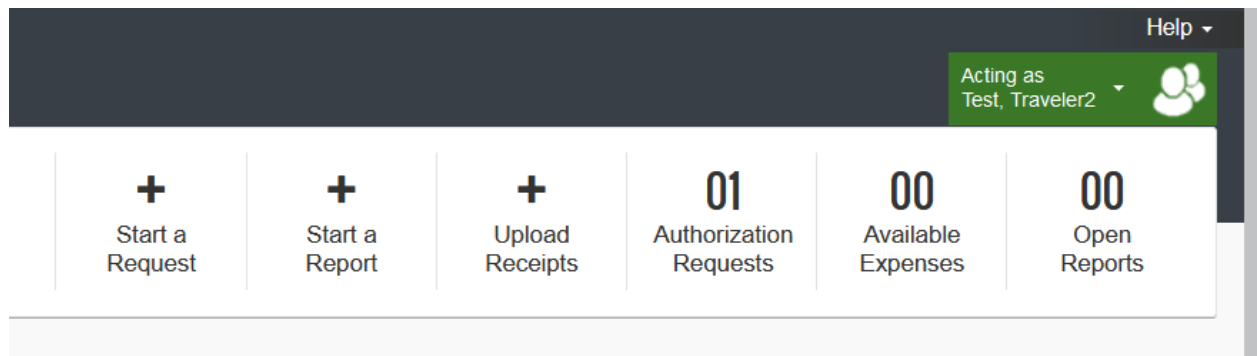 Help
Acting as
Test, Traveler2
+ + + 01 00 00
Start a Start a Upload Authorization Available Open
Request Report Receipts Requests Expenses Reports